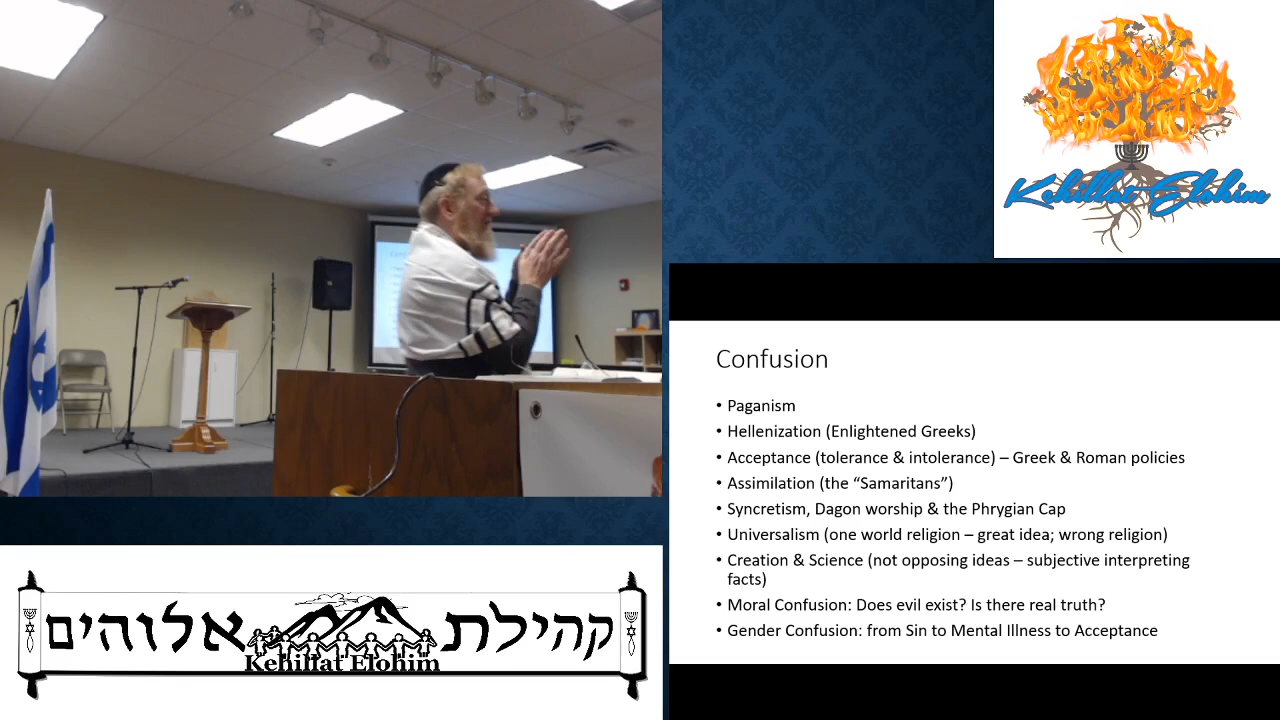 Kehillat Elohim
Confusion
• Paganism
• Hellenization (Enlightened Greeks)
• Acceptance (tolerance & intolerance) – Greek & Roman policies
• Assimilation (the “Samaritans”)
• Syncretism, Dagon worship & the Phrygian Cap
• Universalism (one world religion – great idea; wrong religion)
• Creation & Science (not opposing ideas – subjective interpreting
facts)
• Moral Confusion: Does evil exist? Is there real truth?
• Gender Confusion: from Sin to Mental Illness to Acceptance
קהילת אלוהים
Kehillat Elohim